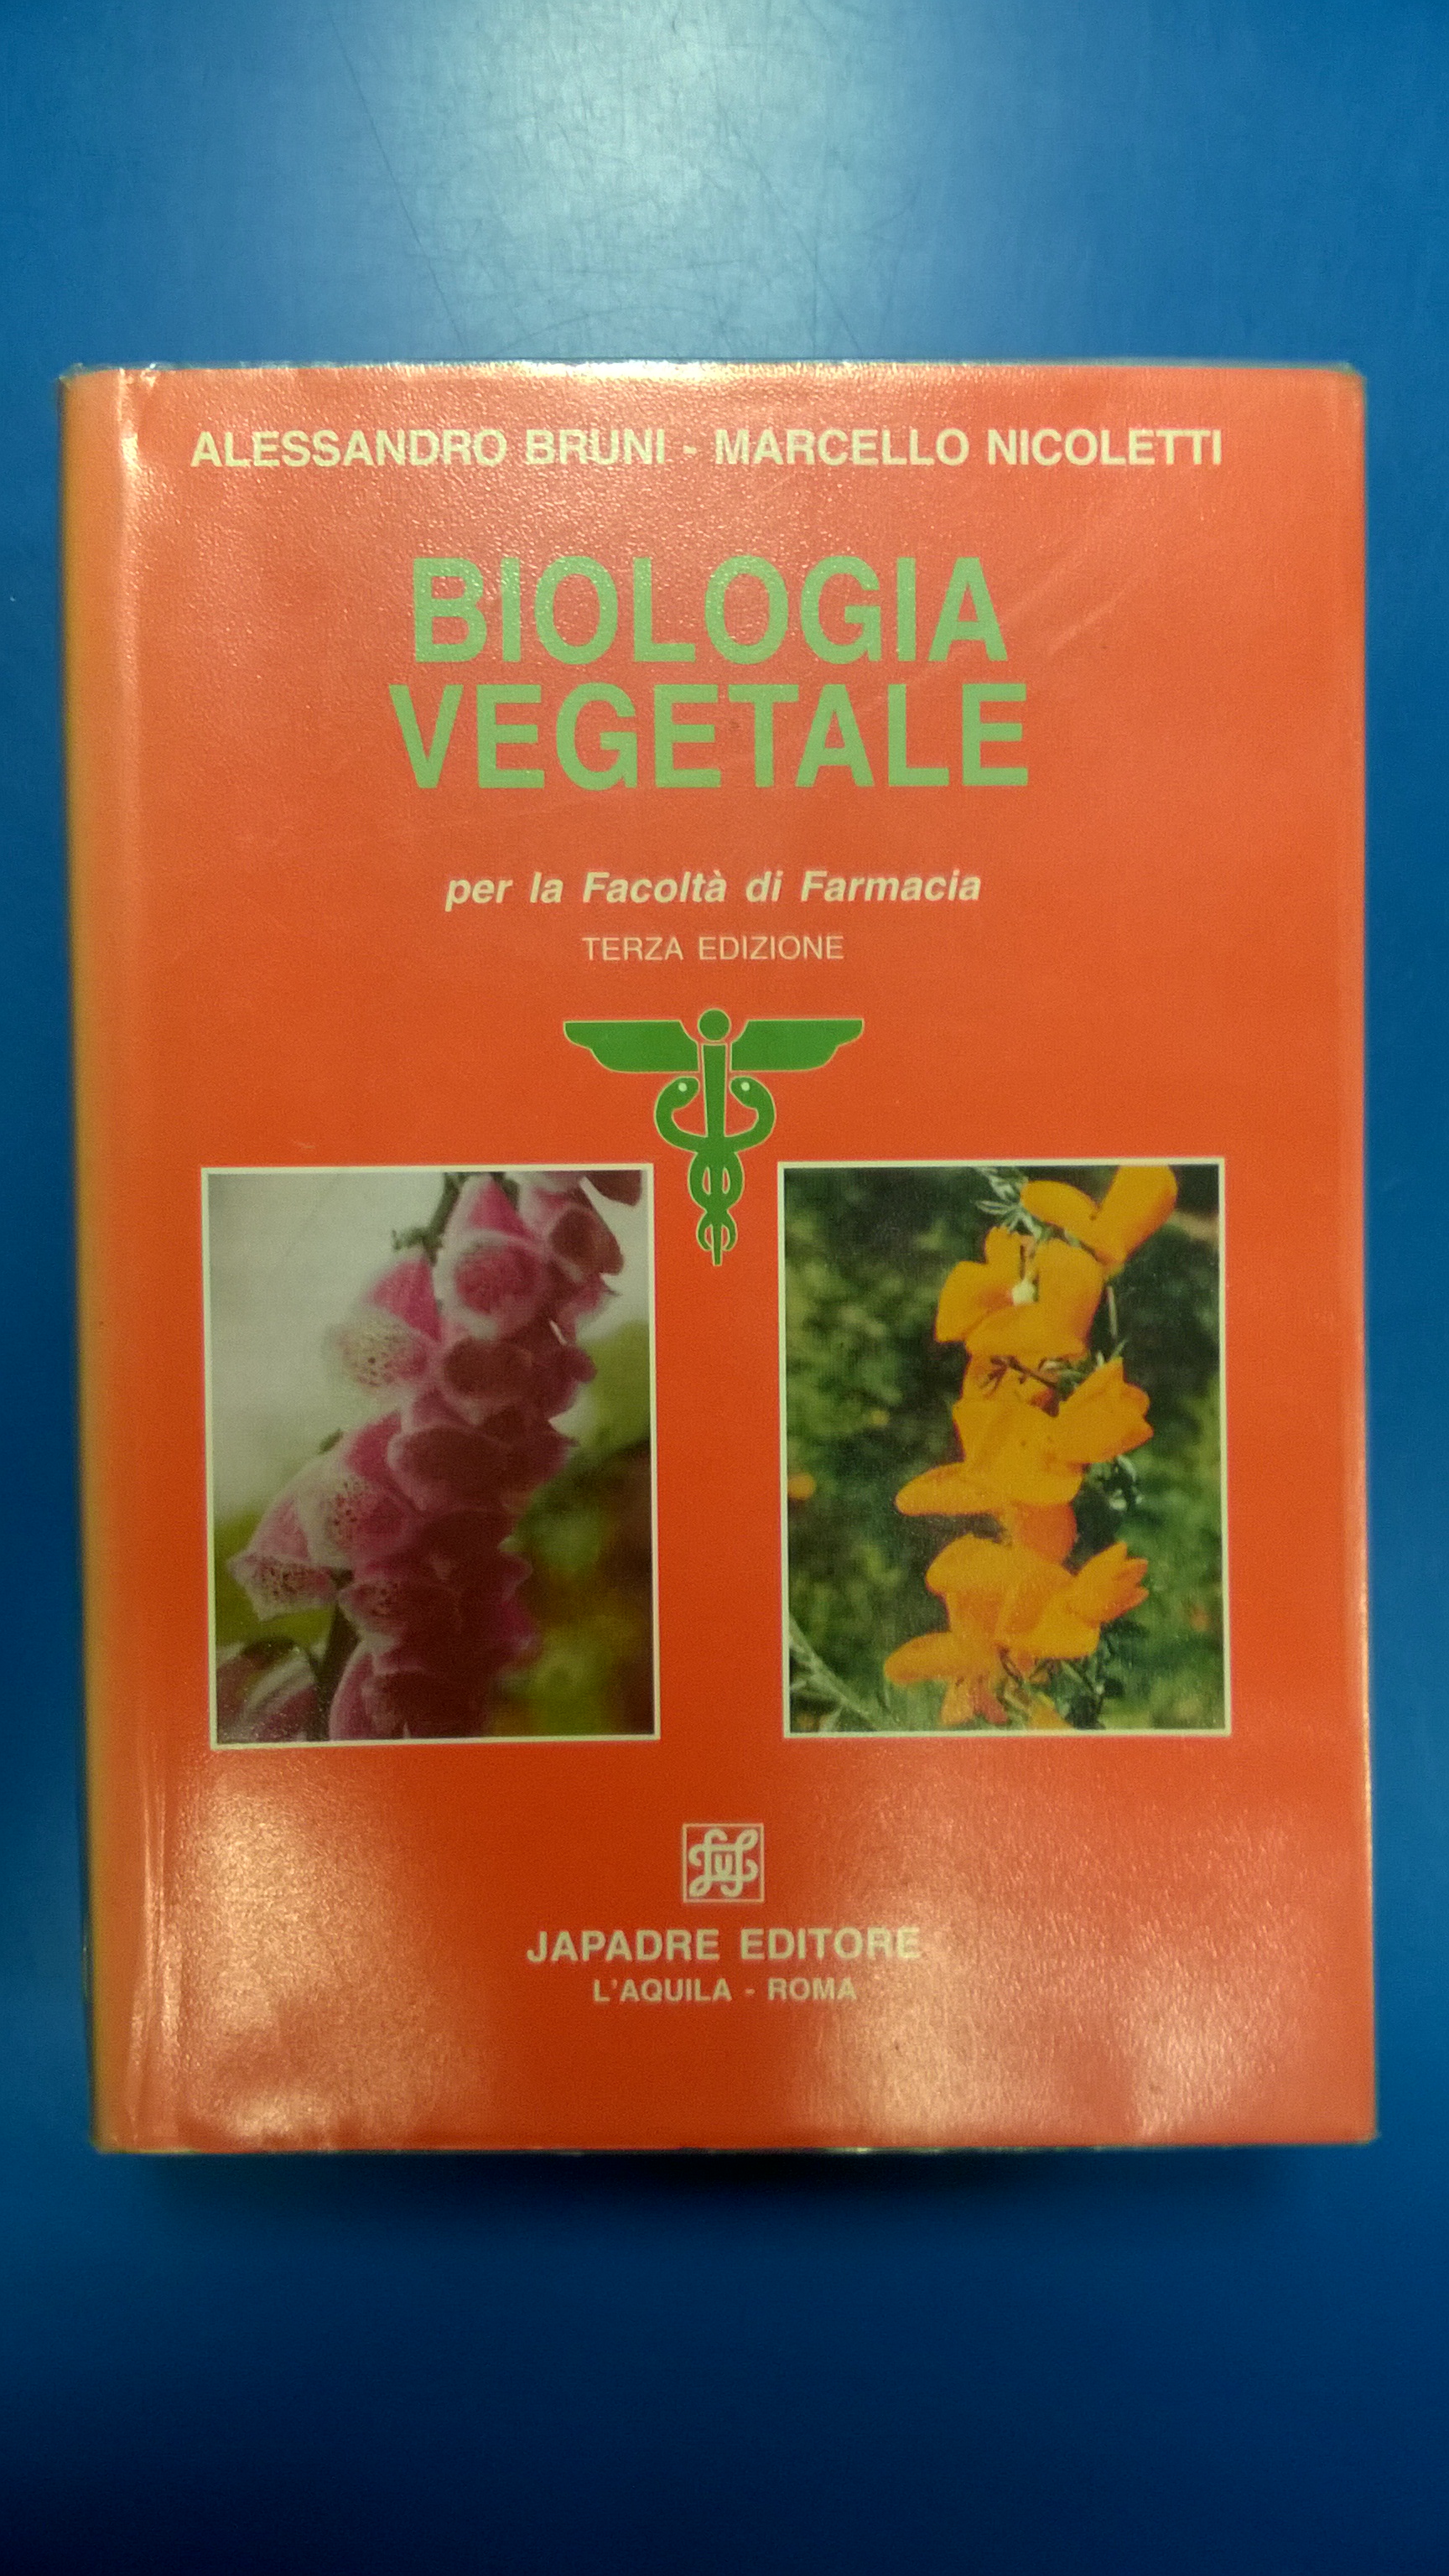 ALESSANDRO BRUNI - MARCELLO NICOLETTI
BIOLOGIA
VEGETALE
per la Facoltà di Farmacia
TERZA EDIZIONE
JAPADRE EDITORE
L'AQUILA - ROMA